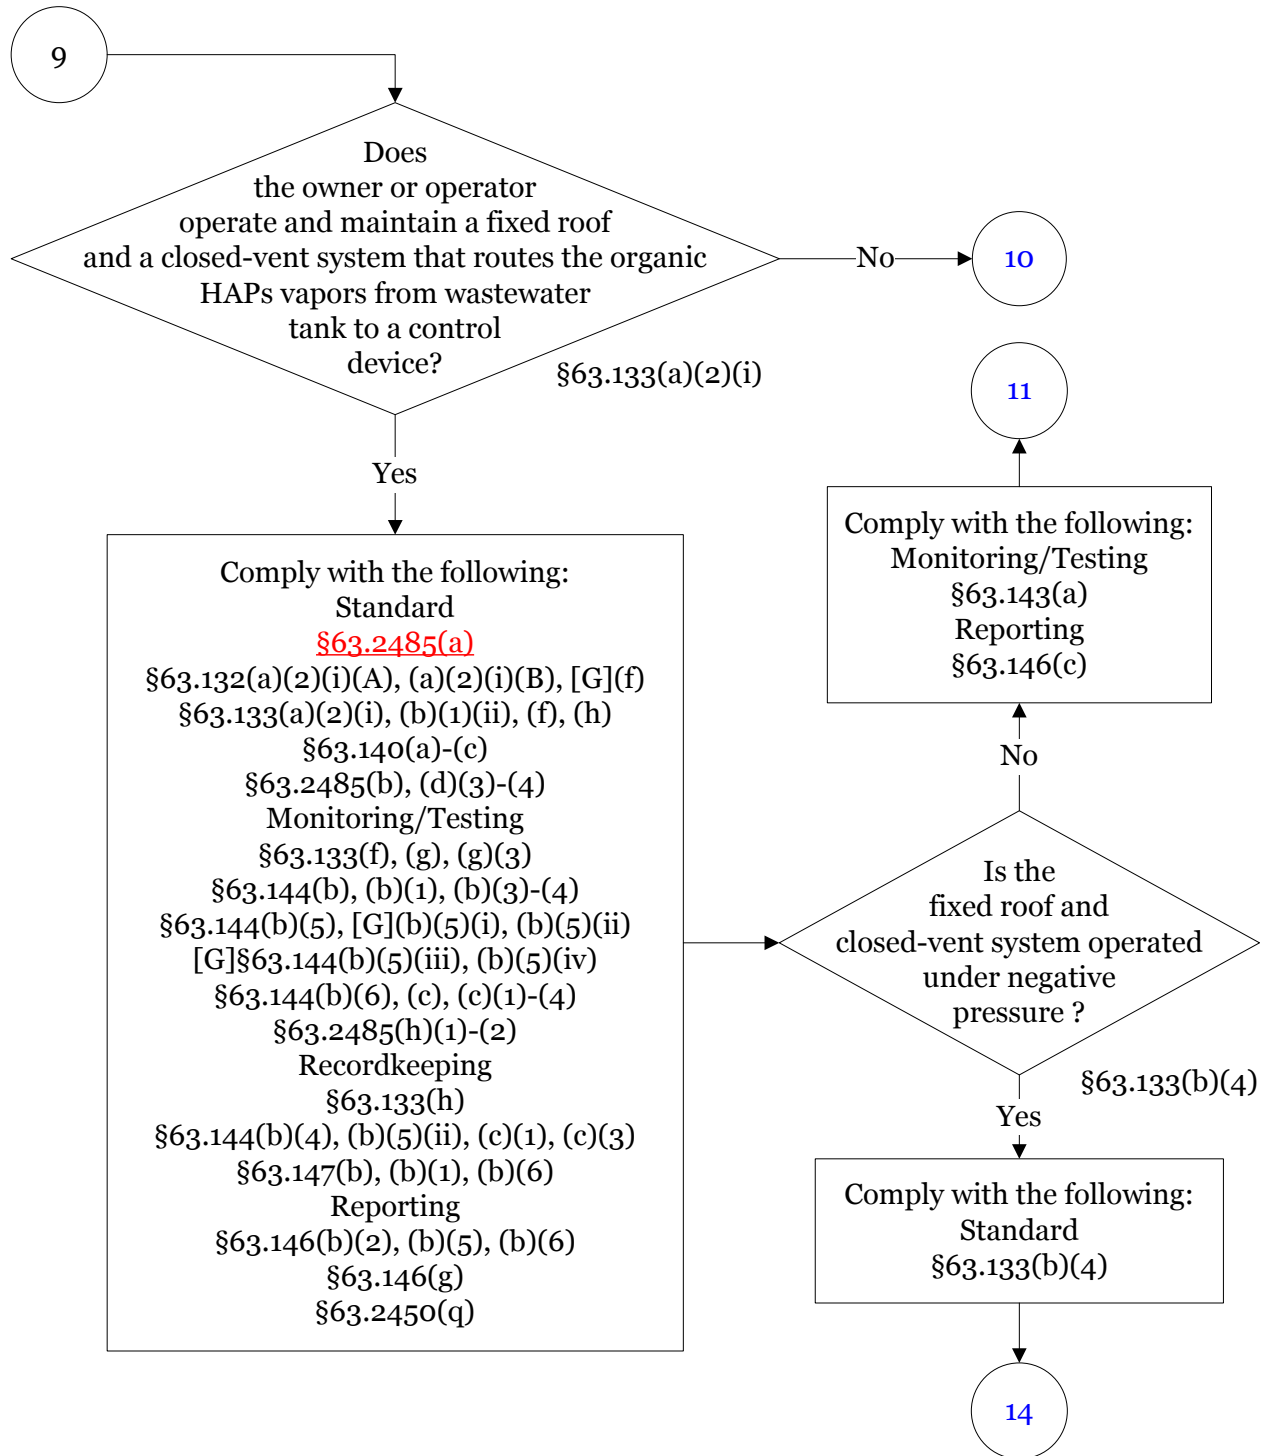 9
Does
the owner or operator
operate and maintain a fixed roof
and a closed-vent system that routes the organic
HAPs vapors from wastewater
tank to a control
device?
§63.133(a)(2)(i)
No
10
Yes
Comply with the following:
Standard
§63.2485(a)
§63.132(a)(2)(i)(A), (a)(2)(i)(B), [G](f)
§63.133(a)(2)(i), (b)(1)(ii), (f), (h)
§63.140(a)-(c)
§63.2485(b), (d)(3)-(4)
Monitoring/Testing
§63.133(f), (g), (g)(3)
§63.144(b), (b)(1), (b)(3)-(4)
§63.144(b)(5), [G](b)(5)(i), (b)(5)(ii)
[G]§63.144(b)(5)(iii), (b)(5)(iv)
§63.144(b)(6), (c), (c)(1)-(4)
§63.2485(h)(1)-(2)
Recordkeeping
§63.133(h)
§63.144(b)(4), (b)(5)(ii), (c)(1), (c)(3)
§63.147(b), (b)(1), (b)(6)
Reporting
§63.146(b)(2), (b)(5), (b)(6)
§63.146(g)
§63.2450(q)
Is the
fixed roof and
closed-vent system operated
under negative
pressure ?
§63.133(b)(4)
No
Comply with the following:
Monitoring/Testing
§63.143(a)
Reporting
§63.146(c)
11
Yes
Comply with the following:
Standard
§63.133(b)(4)
14